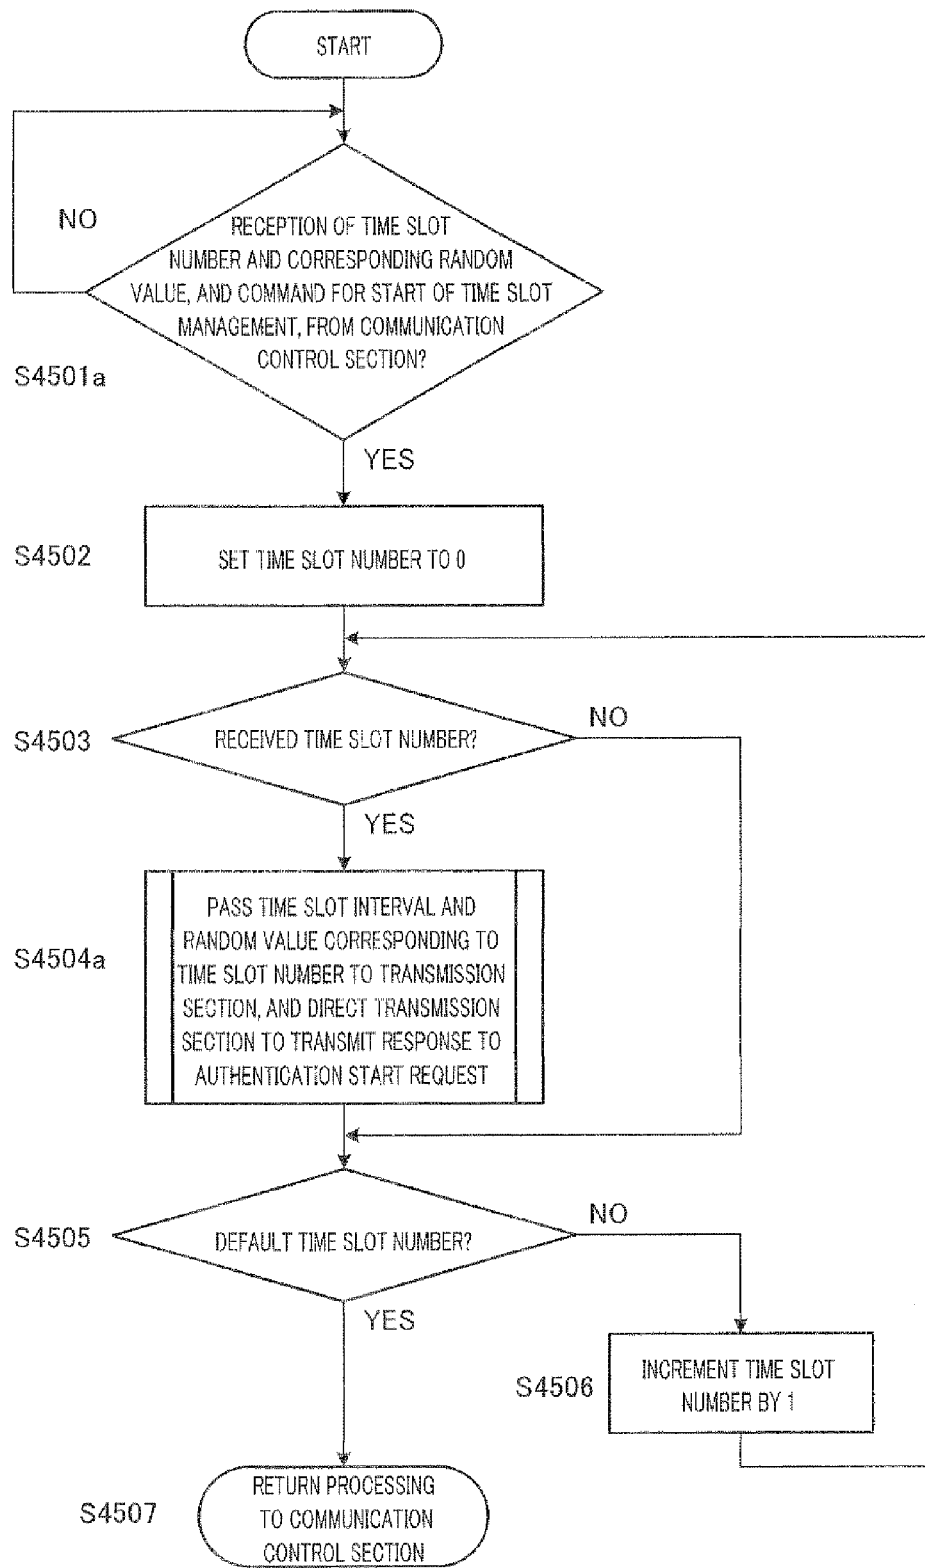 START
NO
RECEPTION OF TIME SLOT
NUMBER AND CORRESPONDING RANDOM
VALUE, AND COMMAND FOR START OF TIME SLOT
MANAGEMENT, FROM COMMUNICATION
CONTROL SECTION?
S4501a
YES
S4502
SET TIME SLOT NUMBER TO 0
S4503
RECEIVED TIME SLOT NUMBER?
NO
YES
S4504a
PASS TIME SLOT INTERVAL AND
RANDOM VALUE CORRESPONDING TO
TIME SLOT NUMBER TO TRANSMISSION
SECTION, AND DIRECT TRANSMISSION
SECTION TO TRANSMIT RESPONSE TO
AUTHENTICATION START REQUEST
S4505
DEFAULT TIME SLOT NUMBER?
NO
YES
S4506
INCREMENT TIME SLOT
NUMBER BY 1
S4507
RETURN PROCESSING
TO COMMUNICATION
CONTROL SECTION